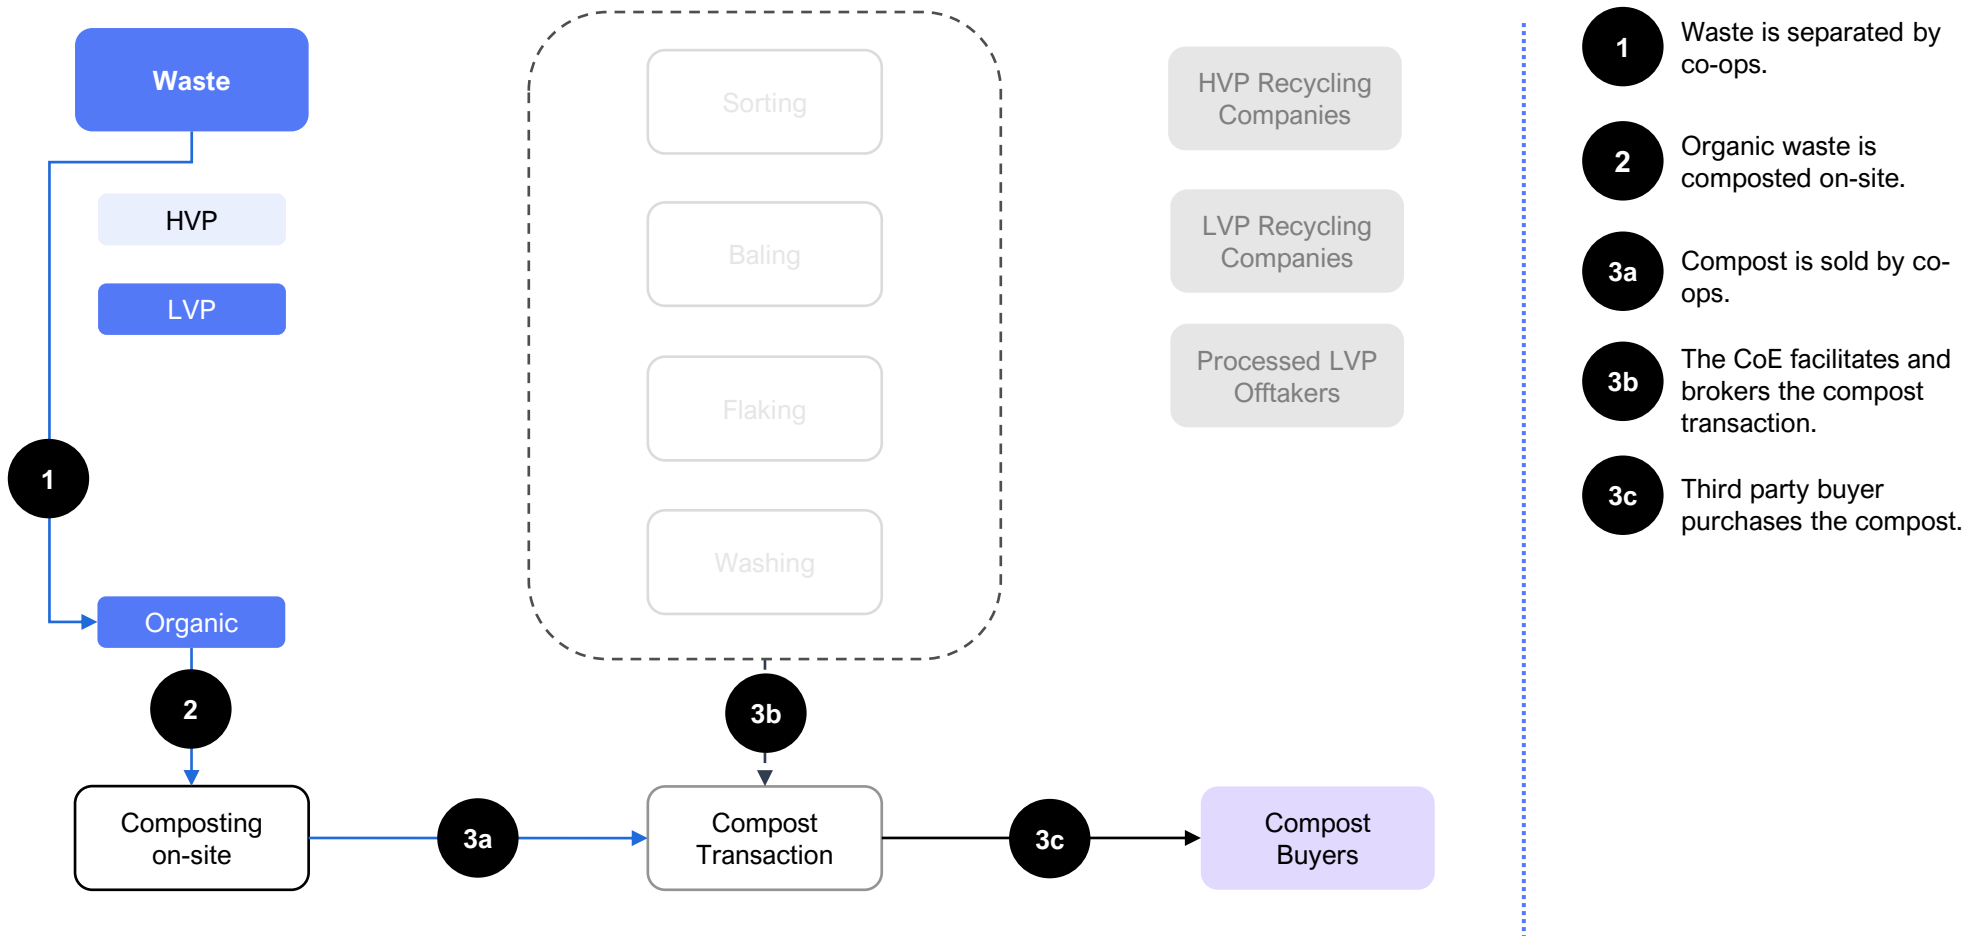 Waste
HVP
LVP
1
Organic
2
Composting
on-site
3a
Sorting
Baling
Flaking
Washing
3b
Compost
Transaction
3c
HVP Recycling
Companies
LVP Recycling
Companies
Processed LVP
Offtakers
Compost
Buyers
1
Waste is separated by
co-ops.
2
Organic waste is
composted on-site.
3a
Compost is sold by co-
ops.
3b
The CoE facilitates and
brokers the compost
transaction.
3c
Third party buyer
purchases the compost.